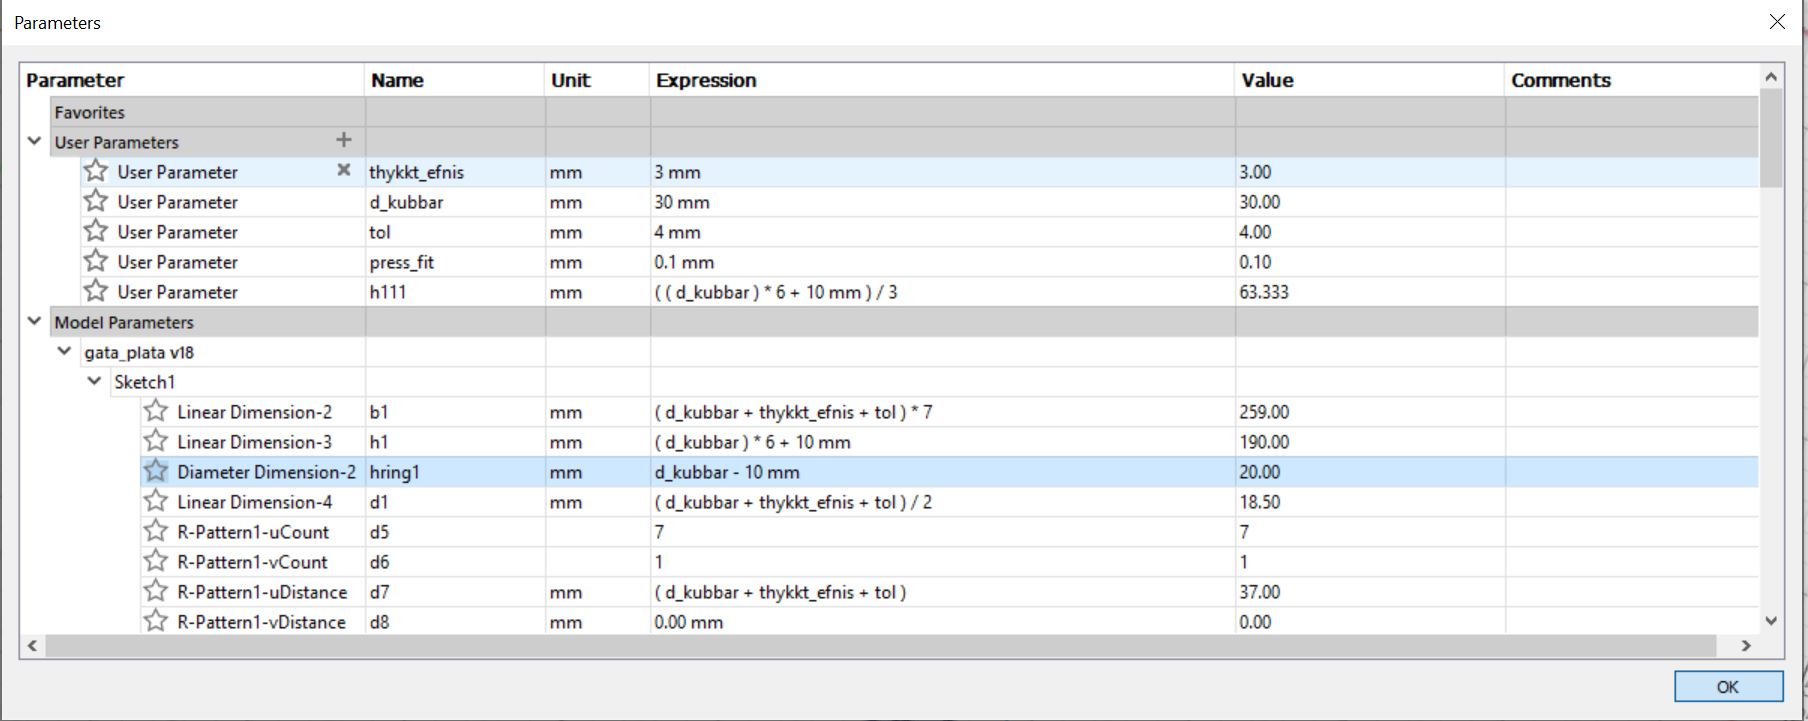 Parameters
Parameter Name Unit Expression Value Comments
Favorites
User Parameters +
User Parameter thykkt_efnis mm 3 mm 3.00
User Parameter d_kubbar mm 30 mm 30.00
User Parameter tol mm 4 mm 4.00
User Parameter press_fit mm 0.1 mm 0.10
User Parameter h111 mm ( ( d_kubbar ) * 6 + 10 mm ) / 3 63.333
Model Parameters
gata_plata v18
Sketch1
Linear Dimension-2 b1 mm ( d_kubbar + thykkt_efnis + tol ) * 7 259.00
Linear Dimension-3 h1 mm ( d_kubbar ) * 6 + 10 mm 190.00
Diameter Dimension-2 hring1 mm d_kubbar - 10 mm 20.00
Linear Dimension-4 d1 mm ( d_kubbar + thykkt_efnis + tol ) / 2 18.50
R-Pattern1-uCount d5 7 7
R-Pattern1-vCount d6 1 1
R-Pattern1-uDistance d7 mm ( d_kubbar + thykkt_efnis + tol ) 37.00
R-Pattern1-vDistance d8 mm 0.00 mm 0.00
OK